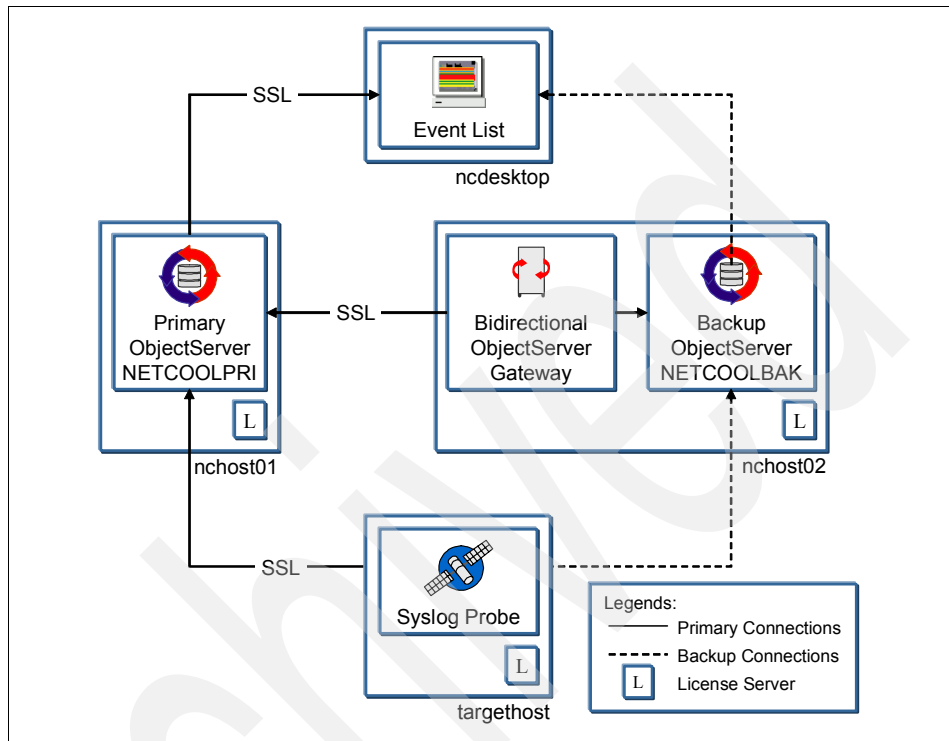 SSL
Event List
ncdesktop
Primary
ObjectServer
NETCOOLPRI
L
nchost01
SSL
Bidirectional
ObjectServer
Gateway
Backup
ObjectServer
NETCOOLBAK
L
nchost02
SSL
Syslog Probe
L
targethost
Legends:
Primary Connections
Backup Connections
L
License Server